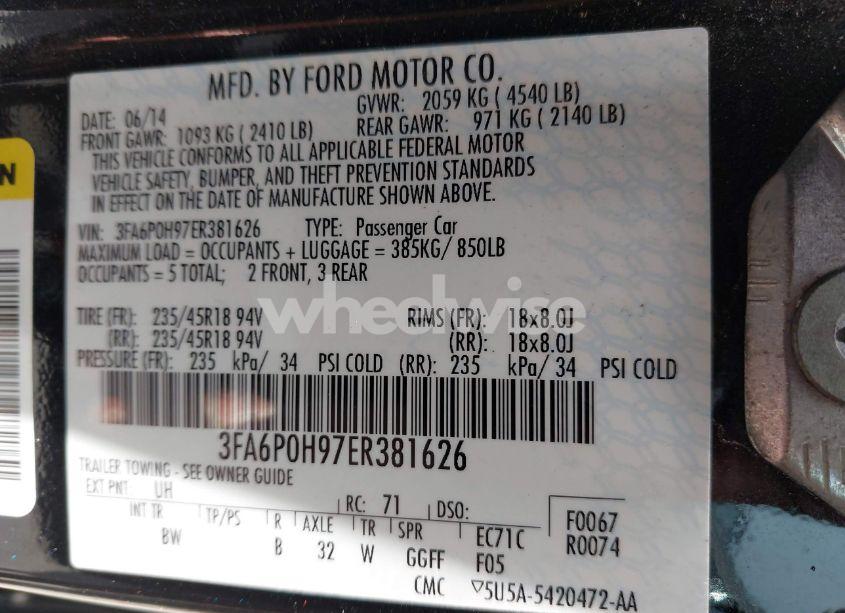 MFD. BY FORD MOTOR CO.
DATE: 06/14 GVWR: 2059 KG ( 4540 LB)
FRONT GAWR: 1093 KG ( 2410 LB) REAR GAWR: 971 KG ( 2140 LB)
THIS VEHICLE CONFORMS TO ALL APPLICABLE FEDERAL MOTOR
VEHICLE SAFETY, BUMPER, AND THEFT PREVENTION STANDARDS
IN EFFECT ON THE DATE OF MANUFACTURE SHOWN ABOVE.
VIN: 3FA6P0H97ER381626 TYPE: Passenger Car
MAXIMUM LOAD = OCCUPANTS + LUGGAGE = 385KG/ 850LB
OCCUPANTS = 5 TOTAL; 2 FRONT, 3 REAR
wheelwise
TIRE (FR): 235/45R18 94V RIMS (FR): 18x8.0J
(RR): 235/45R18 94V (RR): 18x8.0J
PRESSURE (FR): 235 kPa/ 34 PSI COLD (RR): 235 kPa/ 34 PSI COLD
3FA6P0H97ER381626
TRAILER TOWING - SEE OWNER GUIDE
EXT PNT: UH RC: 71 DSO:
INT TR TP/PS R AXLE TR SPR EC71C F0067
BW B 32 W GGFF F05 R0074
CMC 5U5A-5420472-AA
N